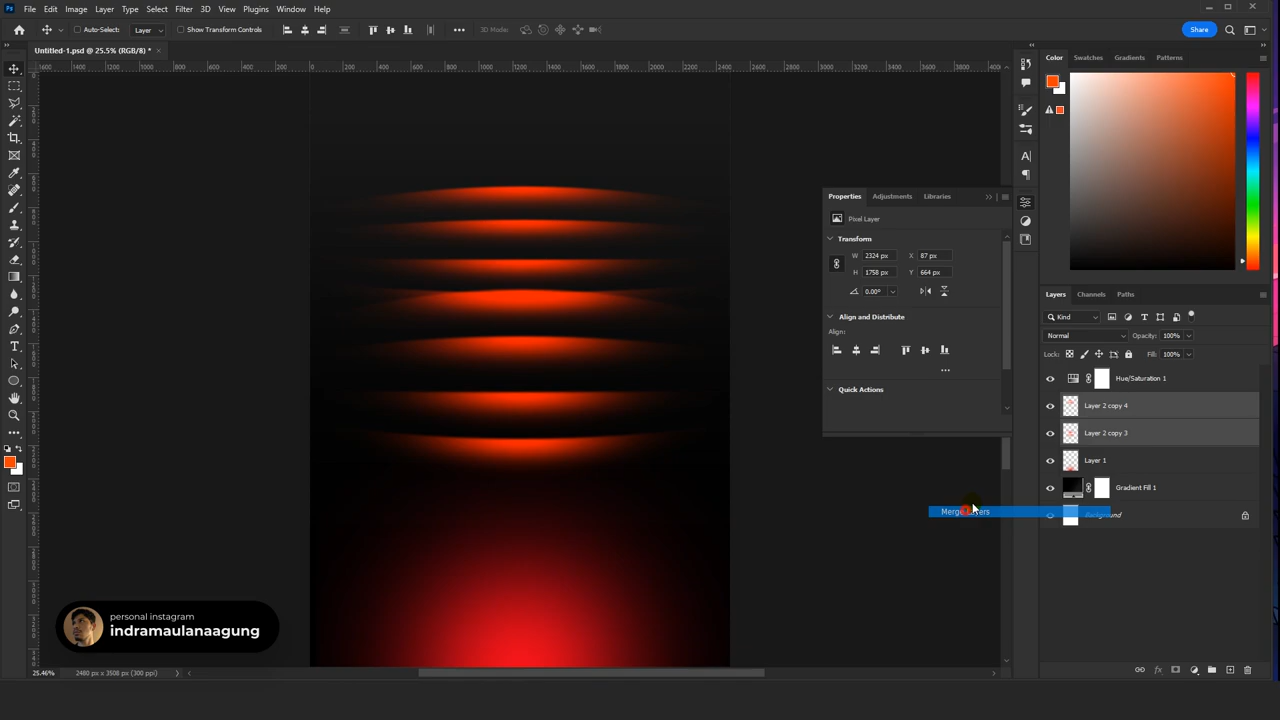 Ps File Edit Image Layer Type Select Filter 3D View Plugins Window Help
Auto-Select: Layer Show Transform Controls 3D Mode: Share
Untitled-1.psd @ 25.5% (RGB/8) *
Color Swatches Gradients Patterns
Properties Adjustments Libraries
Pixel Layer
Transform
W 2324 px X 87 px
H 1758 px Y 664 px
0.00°
Align and Distribute
Align:
Quick Actions
Layers Channels Paths
Kind
Normal Opacity: 100%
Lock: Fill: 100%
Hue/Saturation 1
Layer 2 copy 4
Layer 2 copy 3
Layer 1
Gradient Fill 1
Merge Layers
Background
personal instagram
indramaulanaagung
25.46% 2480 px x 3508 px (300 ppi)